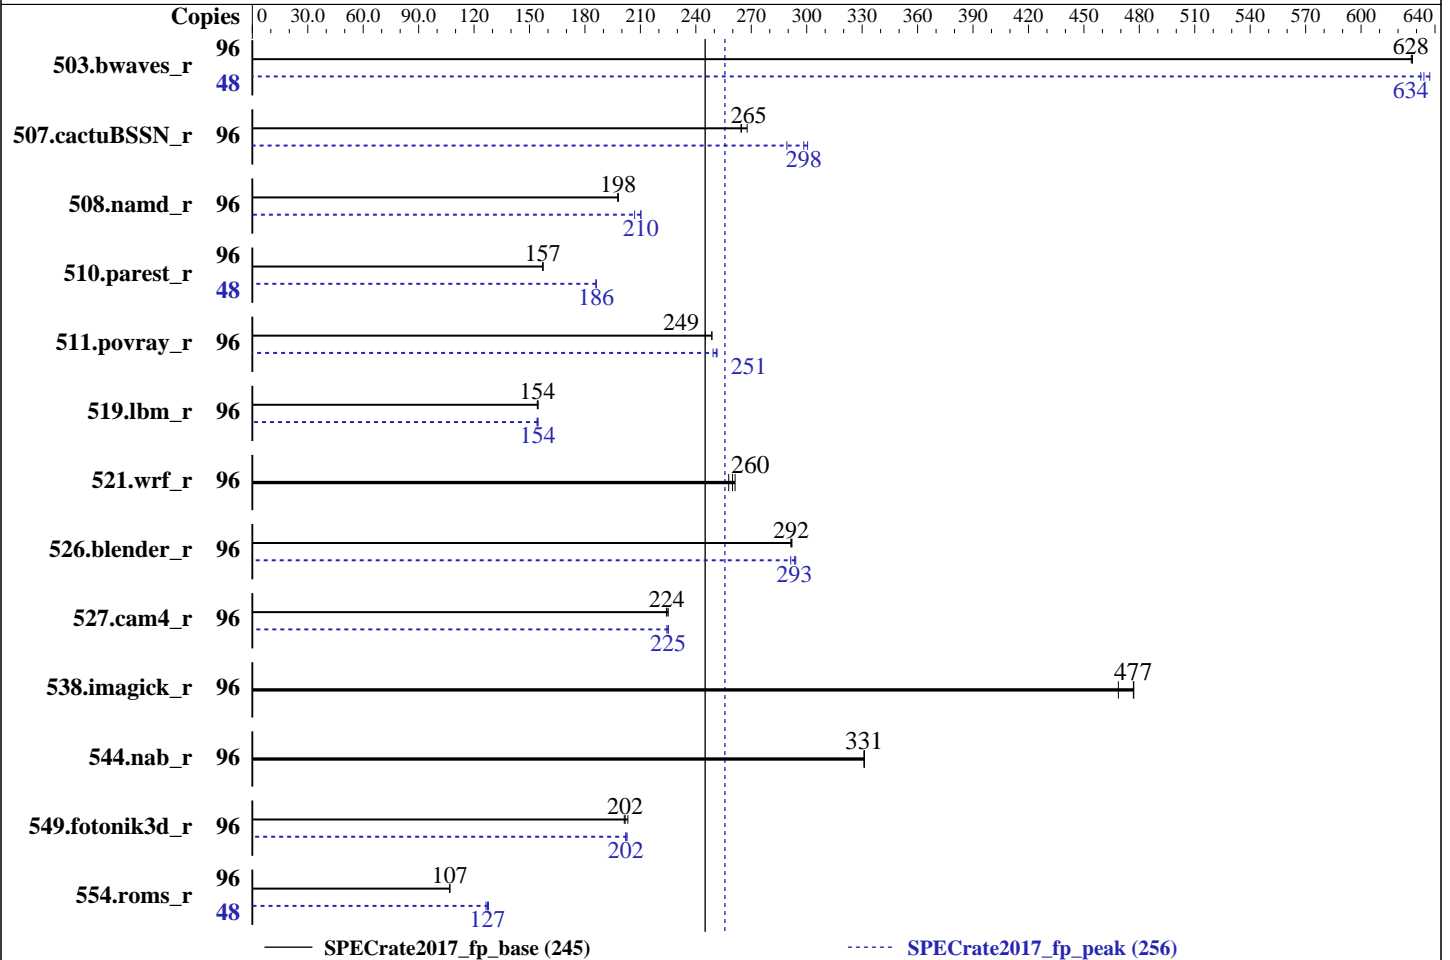 Copies 0 30.0 60.0 90.0 120 150 180 210 240 270 300 330 360 390 420 450 480 510 540 570 600 640
503.bwaves_r 96 628
48 634
507.cactuBSSN_r 96 265
298
508.namd_r 96 198
210
510.parest_r 96 157
48 186
511.povray_r 96 249
251
519.lbm_r 96 154
154
521.wrf_r 96 260
526.blender_r 96 292
293
527.cam4_r 96 224
225
538.imagick_r 96 477
544.nab_r 96 331
549.fotonik3d_r 96 202
202
554.roms_r 96 107
48 127
SPECrate2017_fp_base (245) SPECrate2017_fp_peak (256)